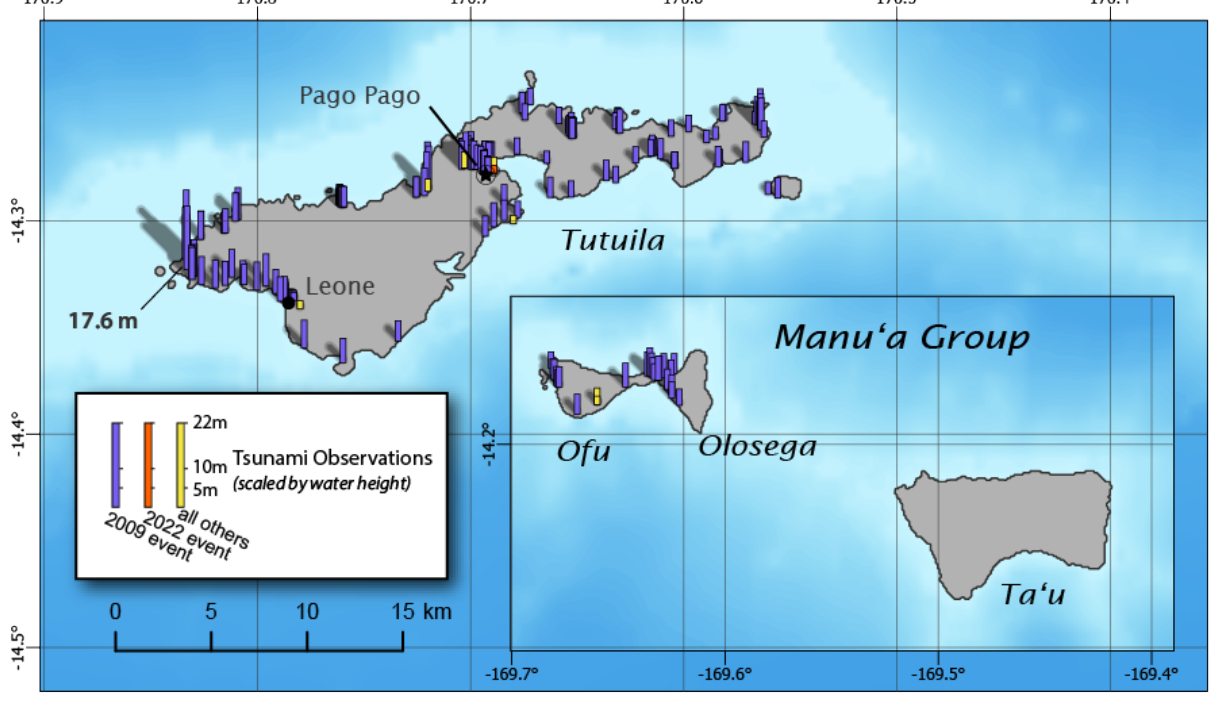 Pago Pago
-14.3°
Tutuila
Leone
17.6 m
Manu‘a Group
22m
10m
5m
Tsunami Observations
(scaled by water height)
2009 event
2022 event
all others
-14.4°
-14.2°
Ofu
Olosega
Ta‘u
0 5 10 15 km
-14.5°
-169.7° -169.6° -169.5° -169.4°